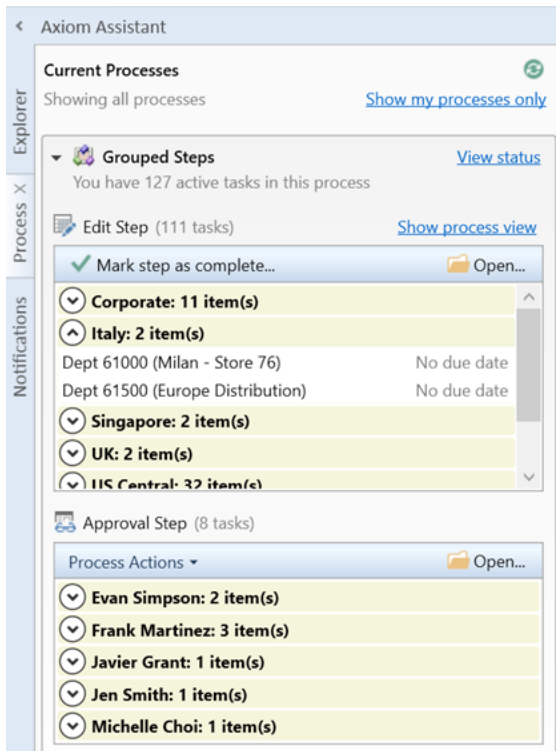 Axiom Assistant
Current Processes
Showing all processes Show my processes only
Explorer
Process
Notifications
Grouped Steps View status
You have 127 active tasks in this process
Edit Step (111 tasks) Show process view
Mark step as complete... Open...
Corporate: 11 item(s)
Italy: 2 item(s)
Dept 61000 (Milan - Store 76) No due date
Dept 61500 (Europe Distribution) No due date
Singapore: 2 item(s)
UK: 2 item(s)
US Central: 32 item(s)
Approval Step (8 tasks)
Process Actions Open...
Evan Simpson: 2 item(s)
Frank Martinez: 3 item(s)
Javier Grant: 1 item(s)
Jen Smith: 1 item(s)
Michelle Choi: 1 item(s)